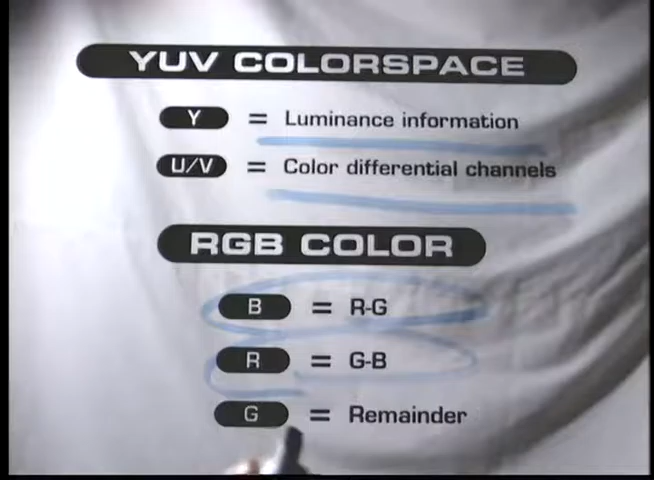 YUV COLORSPACE
Y = Luminance information
U/V = Color differential channels
RGB COLOR
B = R-G
R = G-B
G = Remainder